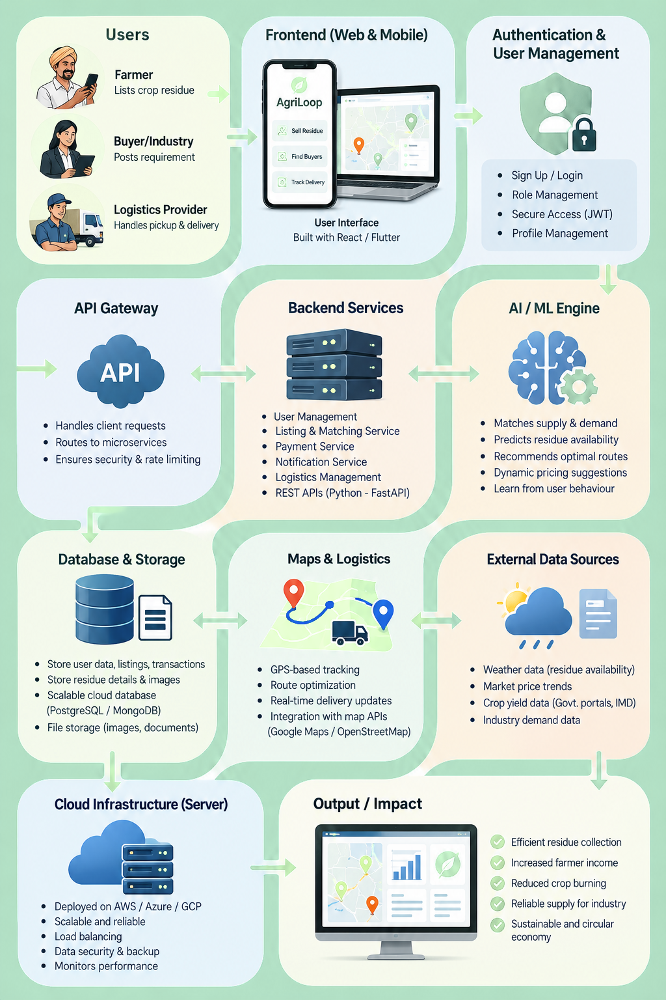 Users
Farmer
Lists crop residue
Buyer/Industry
Posts requirement
Logistics Provider
Handles pickup & delivery
Frontend (Web & Mobile)
AgriLoop
Sell Residue
Find Buyers
Track Delivery
User Interface
Built with React / Flutter
Authentication &
User Management
• Sign Up / Login
• Role Management
• Secure Access (JWT)
• Profile Management
API Gateway
API
• Handles client requests
• Routes to microservices
• Ensures security & rate limiting
Backend Services
• User Management
• Listing & Matching Service
• Payment Service
• Notification Service
• Logistics Management
• REST APIs (Python - FastAPI)
AI / ML Engine
• Matches supply & demand
• Predicts residue availability
• Recommends optimal routes
• Dynamic pricing suggestions
• Learn from user behaviour
Database & Storage
• Store user data, listings, transactions
• Store residue details & images
• Scalable cloud database
(PostgreSQL / MongoDB)
• File storage (images, documents)
Maps & Logistics
• GPS-based tracking
• Route optimization
• Real-time delivery updates
• Integration with map APIs
(Google Maps / OpenStreetMap)
External Data Sources
• Weather data (residue availability)
• Market price trends
• Crop yield data (Govt. portals, IMD)
• Industry demand data
Cloud Infrastructure (Server)
• Deployed on AWS / Azure / GCP
• Scalable and reliable
• Load balancing
• Data security & backup
• Monitors performance
Output / Impact
Efficient residue collection
Increased farmer income
Reduced crop burning
Reliable supply for industry
Sustainable and circular
economy